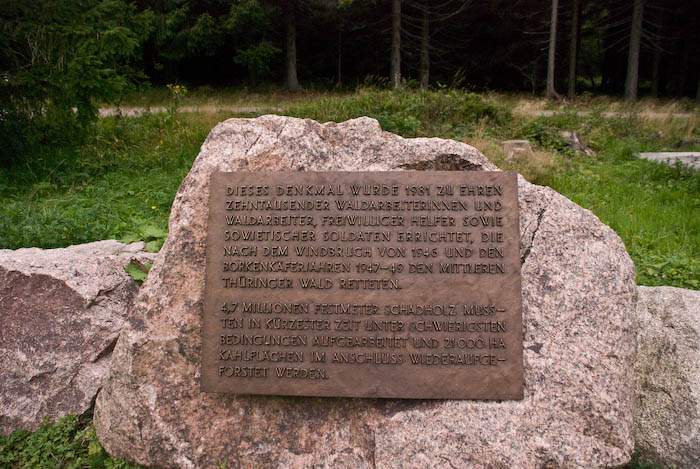 DIESES DENKMAL WURDE 1981 ZU EHREN
ZEHNTAUSENDER WALDARBEITERINNEN UND
WALDARBEITER, FREIWILLIGER HELFER SOWIE
SOWJETISCHER SOLDATEN ERRICHTET, DIE
NACH DEM WINDBRUCH VON 1946 UND DEN
BORKENKÄFERJAHREN 1947-49 DEN MITTLEREN
THÜRINGER WALD RETTETEN.
4,7 MILLIONEN FESTMETER SCHADHOLZ MUSS-
TEN IN KÜRZESTER ZEIT UNTER SCHWIERIGSTEN
BEDINGUNGEN AUFGEARBEITET UND 21000 HA
KAHLFLÄCHEN IM ANSCHLUSS WIEDERAUFGE-
FORSTET WERDEN.